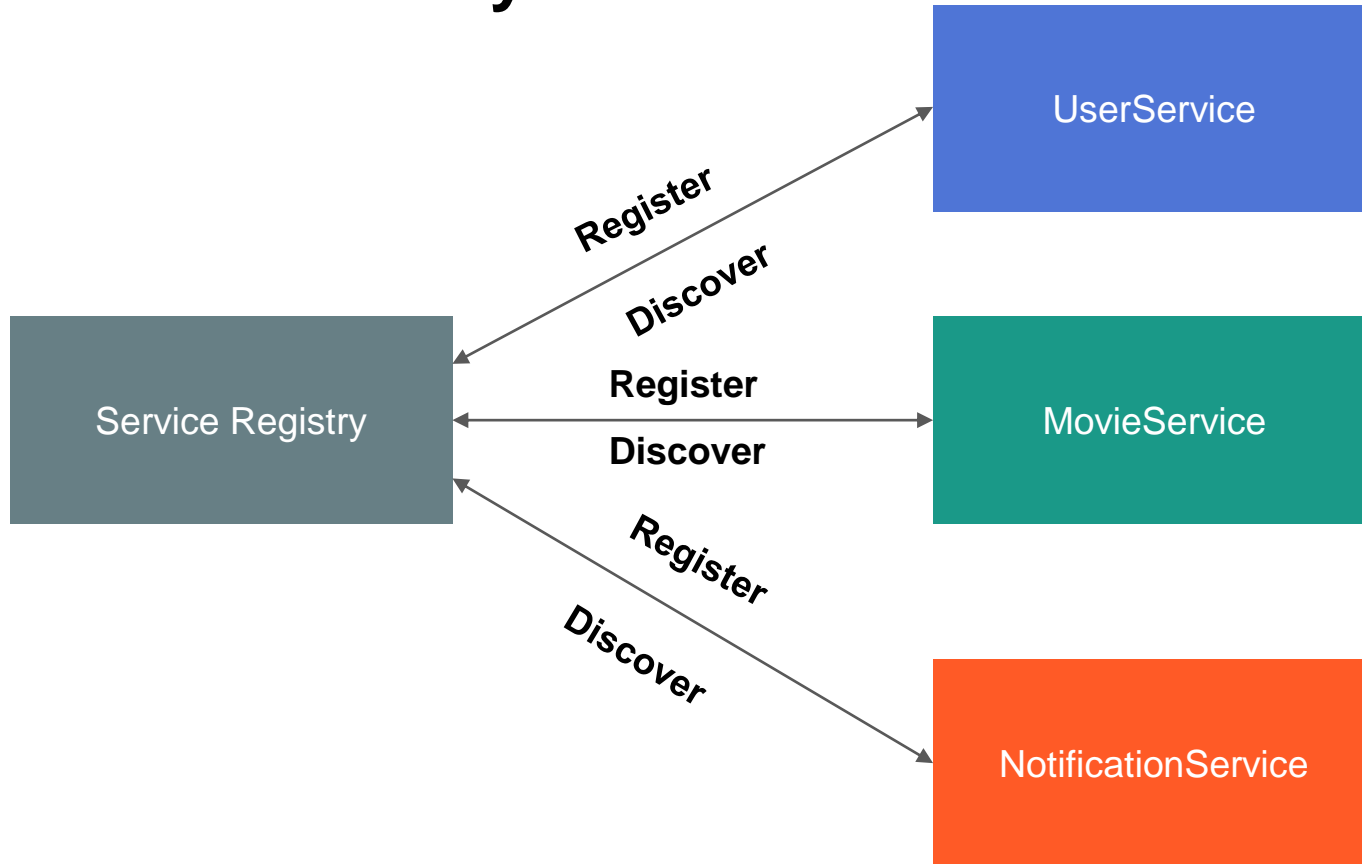 UserService
Register
Discover
Register
Service Registry
MovieService
Discover
Register
Discover
NotificationService